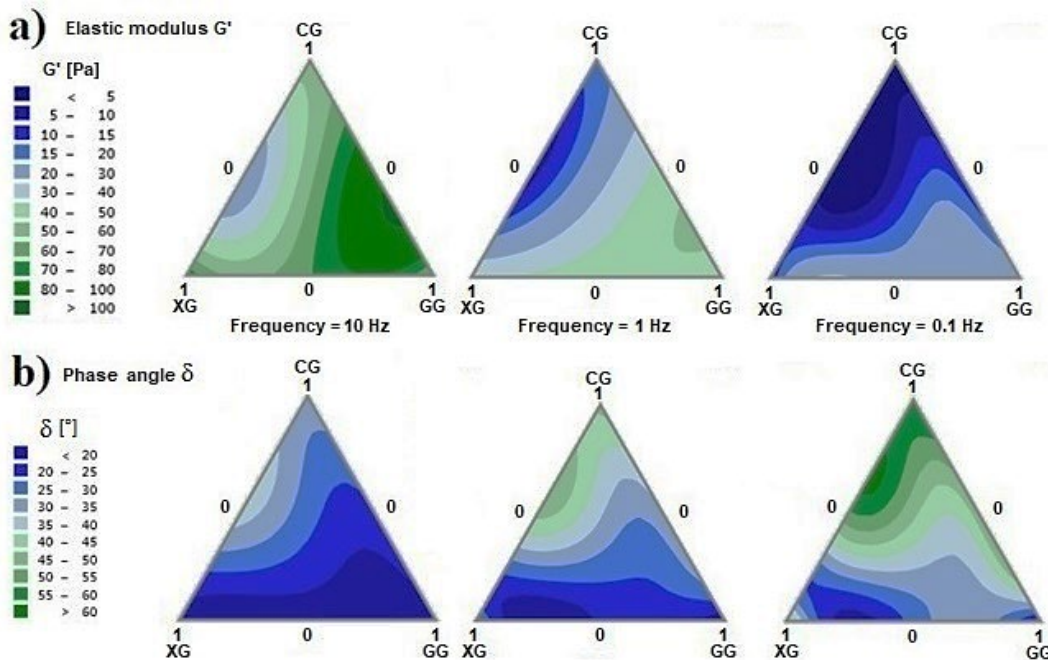 a) Elastic modulus G'
G' [Pa]
< 5
5 – 10
10 – 15
15 – 20
20 – 30
30 – 40
40 – 50
50 – 60
60 – 70
70 – 80
80 – 100
> 100
CG CG CG
1 1 1
0 0 0 0 0
1 0 1 1 0 1 1 0 1
XG GG XG GG XG GG
Frequency = 10 Hz Frequency = 1 Hz Frequency = 0.1 Hz
b) Phase angle δ
δ [°]
< 20
20 – 25
25 – 30
30 – 35
35 – 40
40 – 45
45 – 50
50 – 55
55 – 60
> 60
CG CG CG
1 1 1
0 0 0 0 0 0
1 0 1 1 0 1 1 0 1
XG GG XG GG XG GG